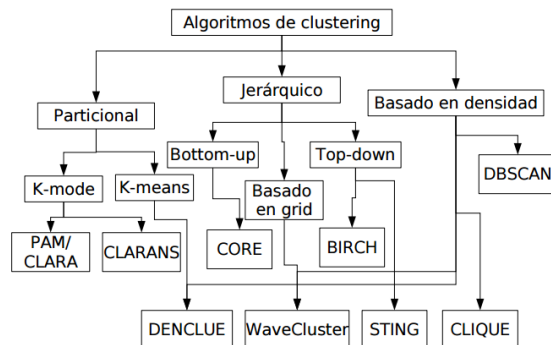 Algoritmos de clustering
Jerárquico
Basado en densidad
Particional
Bottom-up
Top-down
DBSCAN
K-mode
K-means
Basado
en grid
PAM/
CLARA
CLARANS
CORE
BIRCH
DENCLUE
WaveCluster
STING
CLIQUE